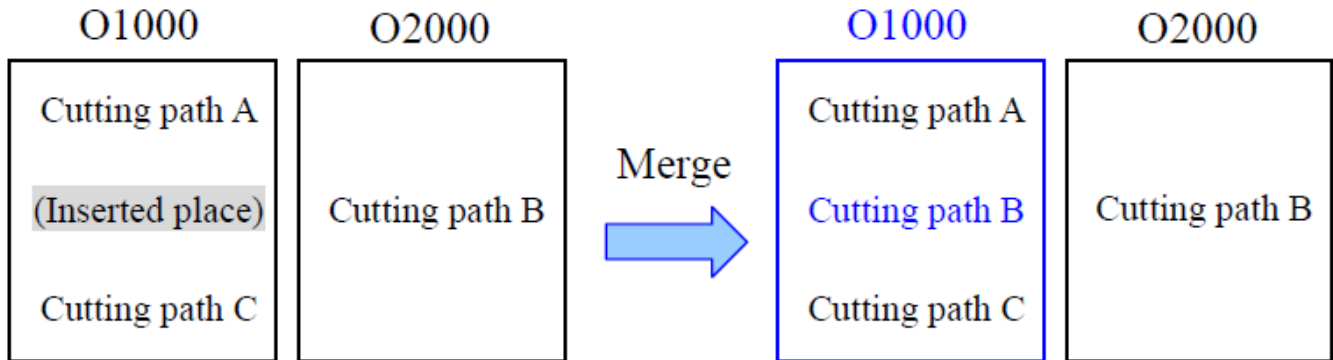 O1000
Cutting path A
(Inserted place)
Cutting path C
O2000
Cutting path B
Merge
O1000
Cutting path A
Cutting path B
Cutting path C
O2000
Cutting path B